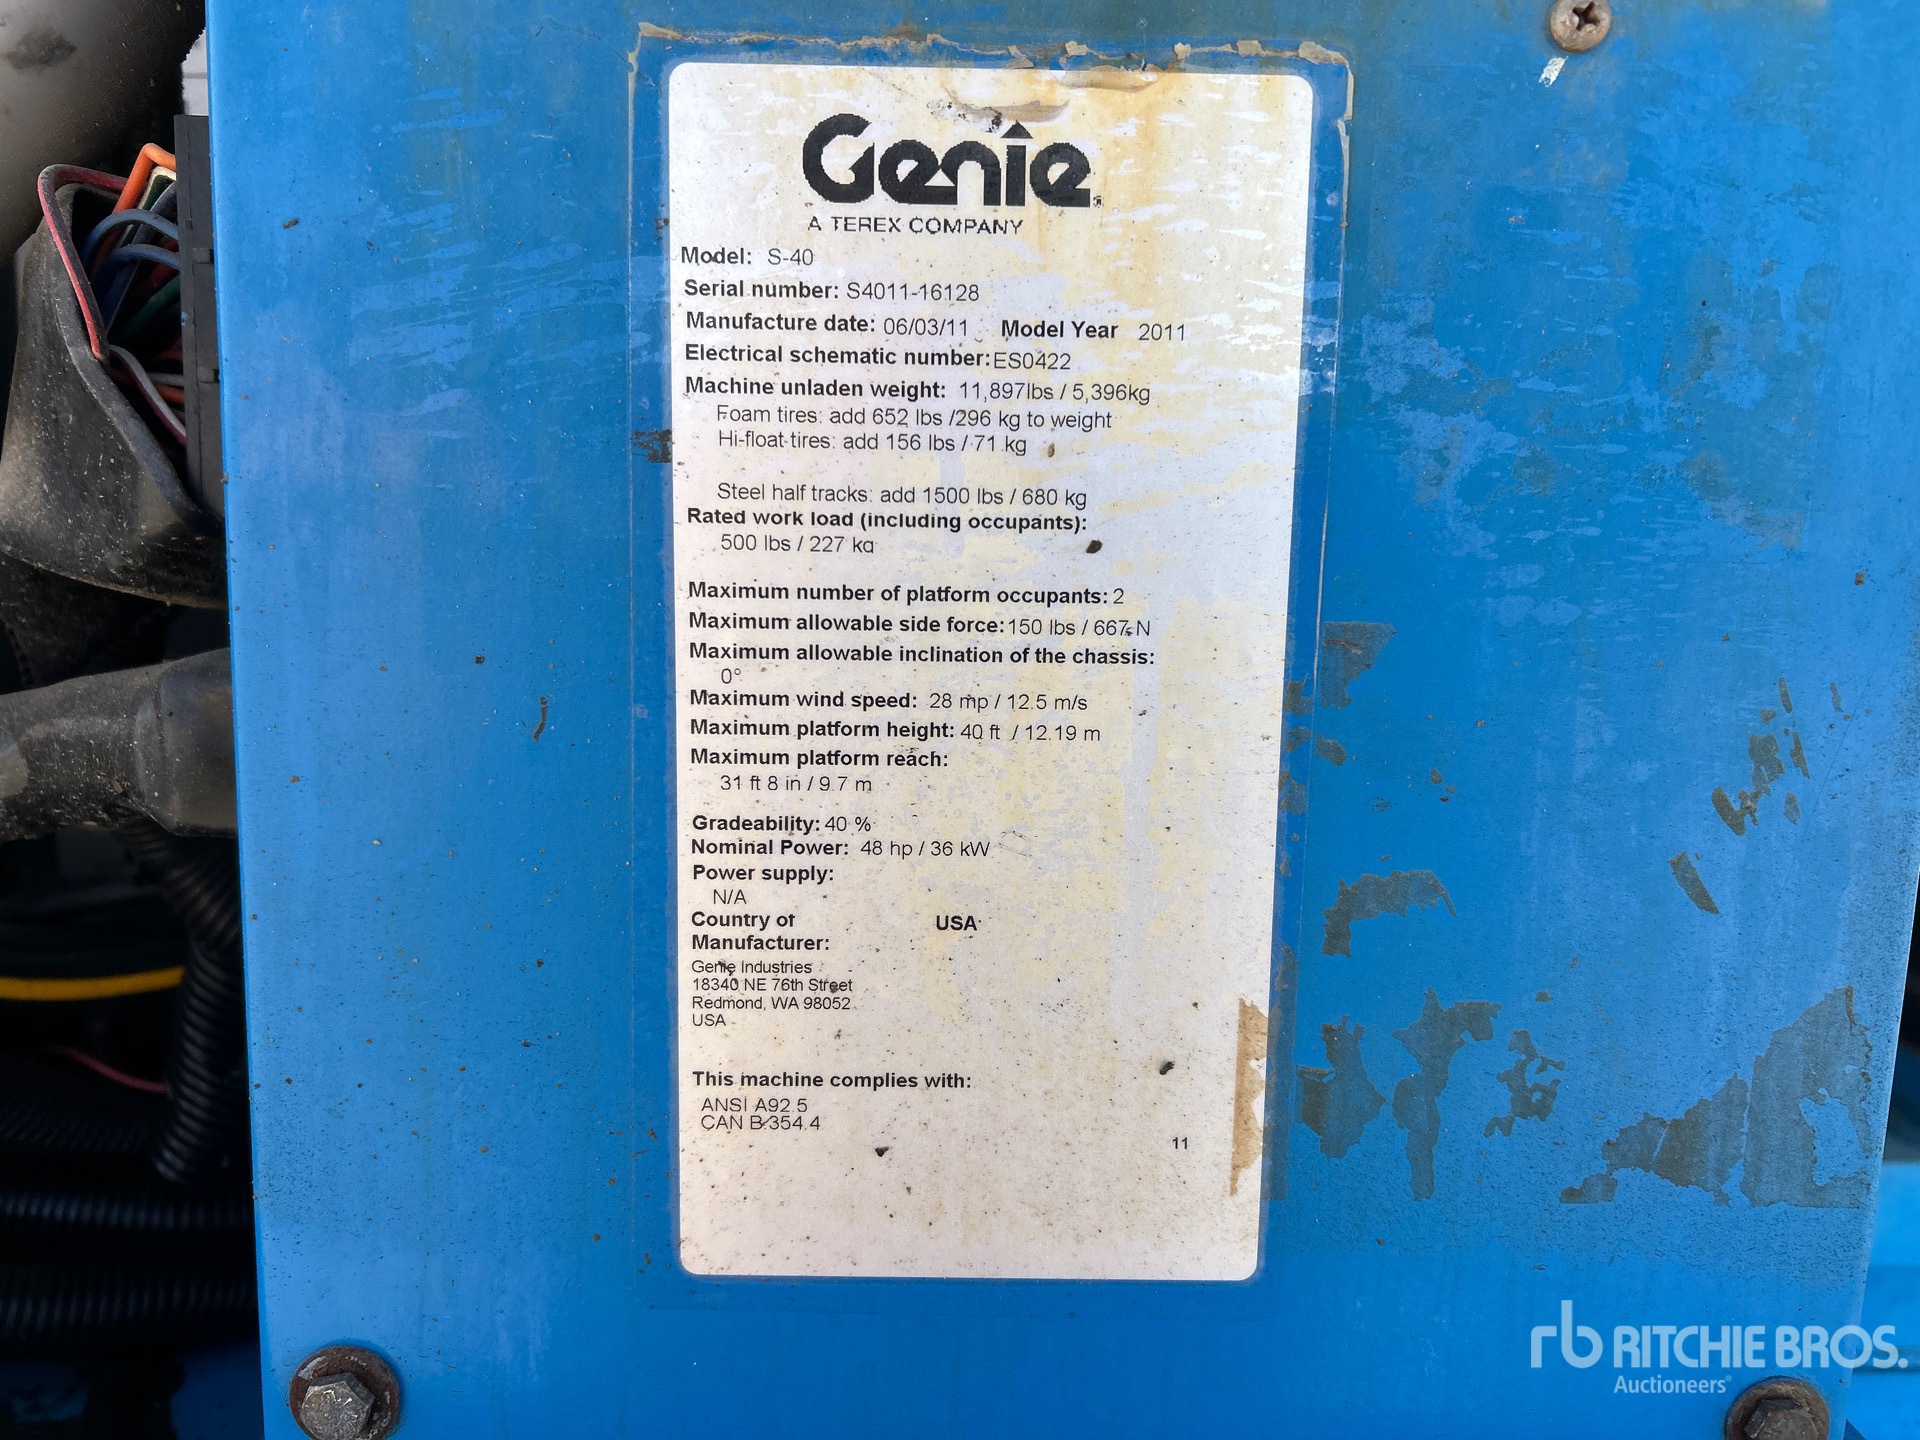 Genie
A TEREX COMPANY
Model: S-40
Serial number: S4011-16128
Manufacture date: 06/03/11 Model Year 2011
Electrical schematic number: ES0422
Machine unladen weight: 11,897lbs / 5,396kg
Foam tires: add 652 lbs /296 kg to weight
Hi-float tires: add 156 lbs / 71 kg
Steel half tracks: add 1500 lbs / 680 kg
Rated work load (including occupants):
500 lbs / 227 kg
Maximum number of platform occupants: 2
Maximum allowable side force: 150 lbs / 667 N
Maximum allowable inclination of the chassis:
0°
Maximum wind speed: 28 mp / 12.5 m/s
Maximum platform height: 40 ft / 12.19 m
Maximum platform reach:
31 ft 8 in / 9.7 m
Gradeability: 40 %
Nominal Power: 48 hp / 36 kW
Power supply:
N/A
Country of USA
Manufacturer:
Genie Industries
18340 NE 76th Street
Redmond, WA 98052
USA
This machine complies with:
ANSI A92.5
CAN B.354.4
11
rb RITCHIE BROS.
Auctioneers